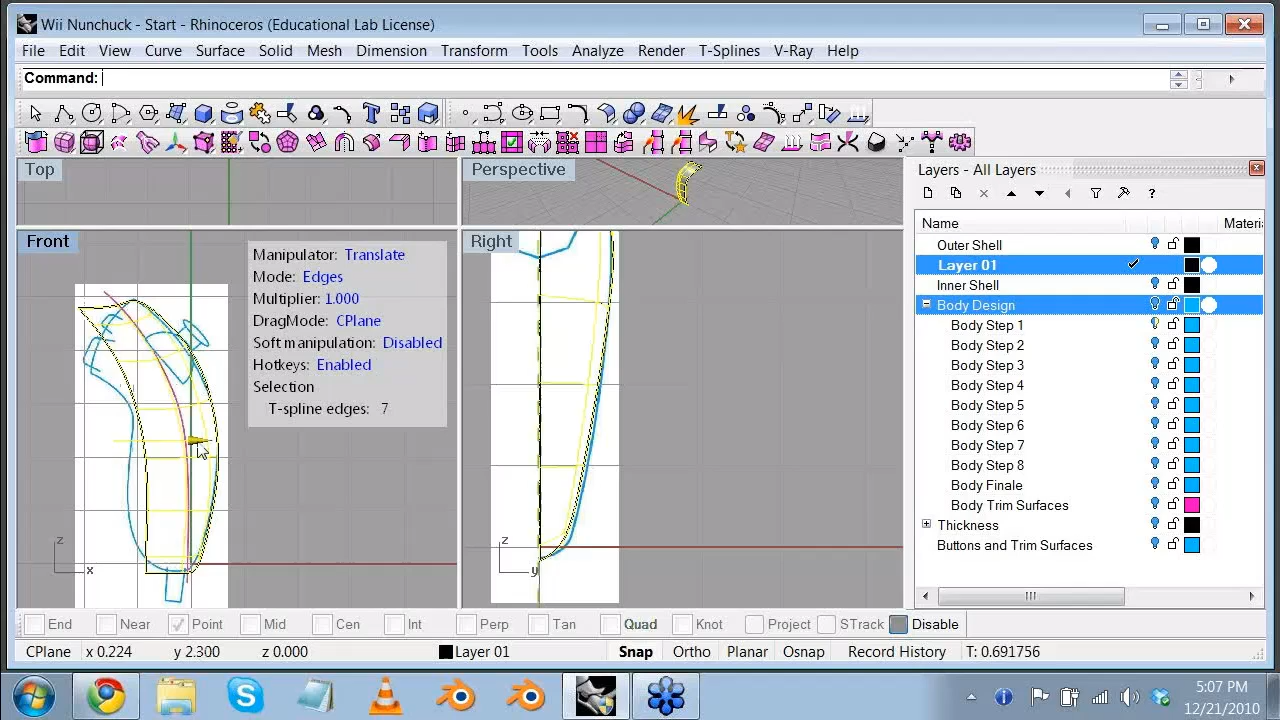 Wii Nunchuck - Start - Rhinoceros (Educational Lab License)
File Edit View Curve Surface Solid Mesh Dimension Transform Tools Analyze Render T-Splines V-Ray Help
Command:
Top
Perspective
Front
Right
Manipulator: Translate
Mode: Edges
Multiplier: 1.000
DragMode: CPlane
Soft manipulation: Disabled
Hotkeys: Enabled
Selection
T-spline edges: 7
z
x
z
y
Layers - All Layers
Name Materi
Outer Shell
Layer 01
Inner Shell
Body Design
Body Step 1
Body Step 2
Body Step 3
Body Step 4
Body Step 5
Body Step 6
Body Step 7
Body Step 8
Body Finale
Body Trim Surfaces
Thickness
Buttons and Trim Surfaces
End Near Point Mid Cen Int Perp Tan Quad Knot Project STrack Disable
CPlane x 0.224 y 2.300 z 0.000 Layer 01 Snap Ortho Planar Osnap Record History T: 0.691756
5:07 PM
12/21/2010